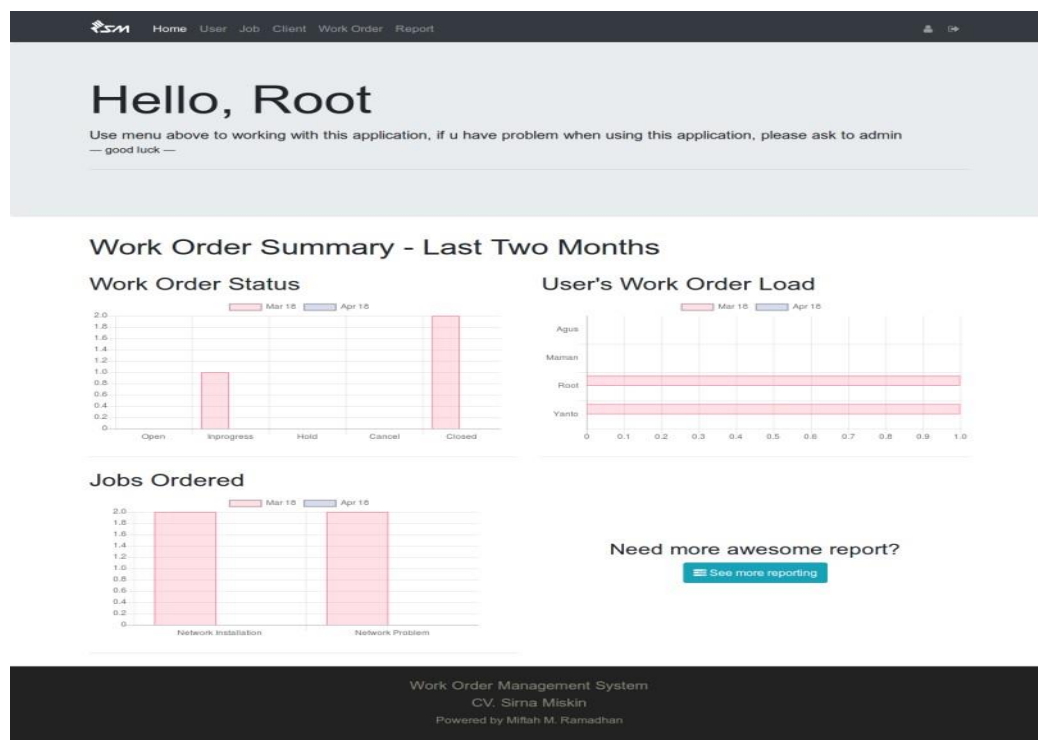 SM Home User Job Client Work Order Report
Hello, Root
Use menu above to working with this application, if u have problem when using this application, please ask to admin
— good luck —
Work Order Summary - Last Two Months
Work Order Status
Mar 18 Apr 18
2.0
1.8
1.6
1.4
1.2
1.0
0.8
0.6
0.4
0.2
0
Open Inprogress Hold Cancel Closed
User's Work Order Load
Mar 18 Apr 18
Agus
Maman
Root
Yanto
0 0.1 0.2 0.3 0.4 0.5 0.6 0.7 0.8 0.9 1.0
Jobs Ordered
Mar 18 Apr 18
2.0
1.8
1.6
1.4
1.2
1.0
0.8
0.6
0.4
0.2
0
Network Installation Network Problem
Need more awesome report?
See more reporting
Work Order Management System
CV. Sirna Miskin
Powered by Miftah M. Ramadhan